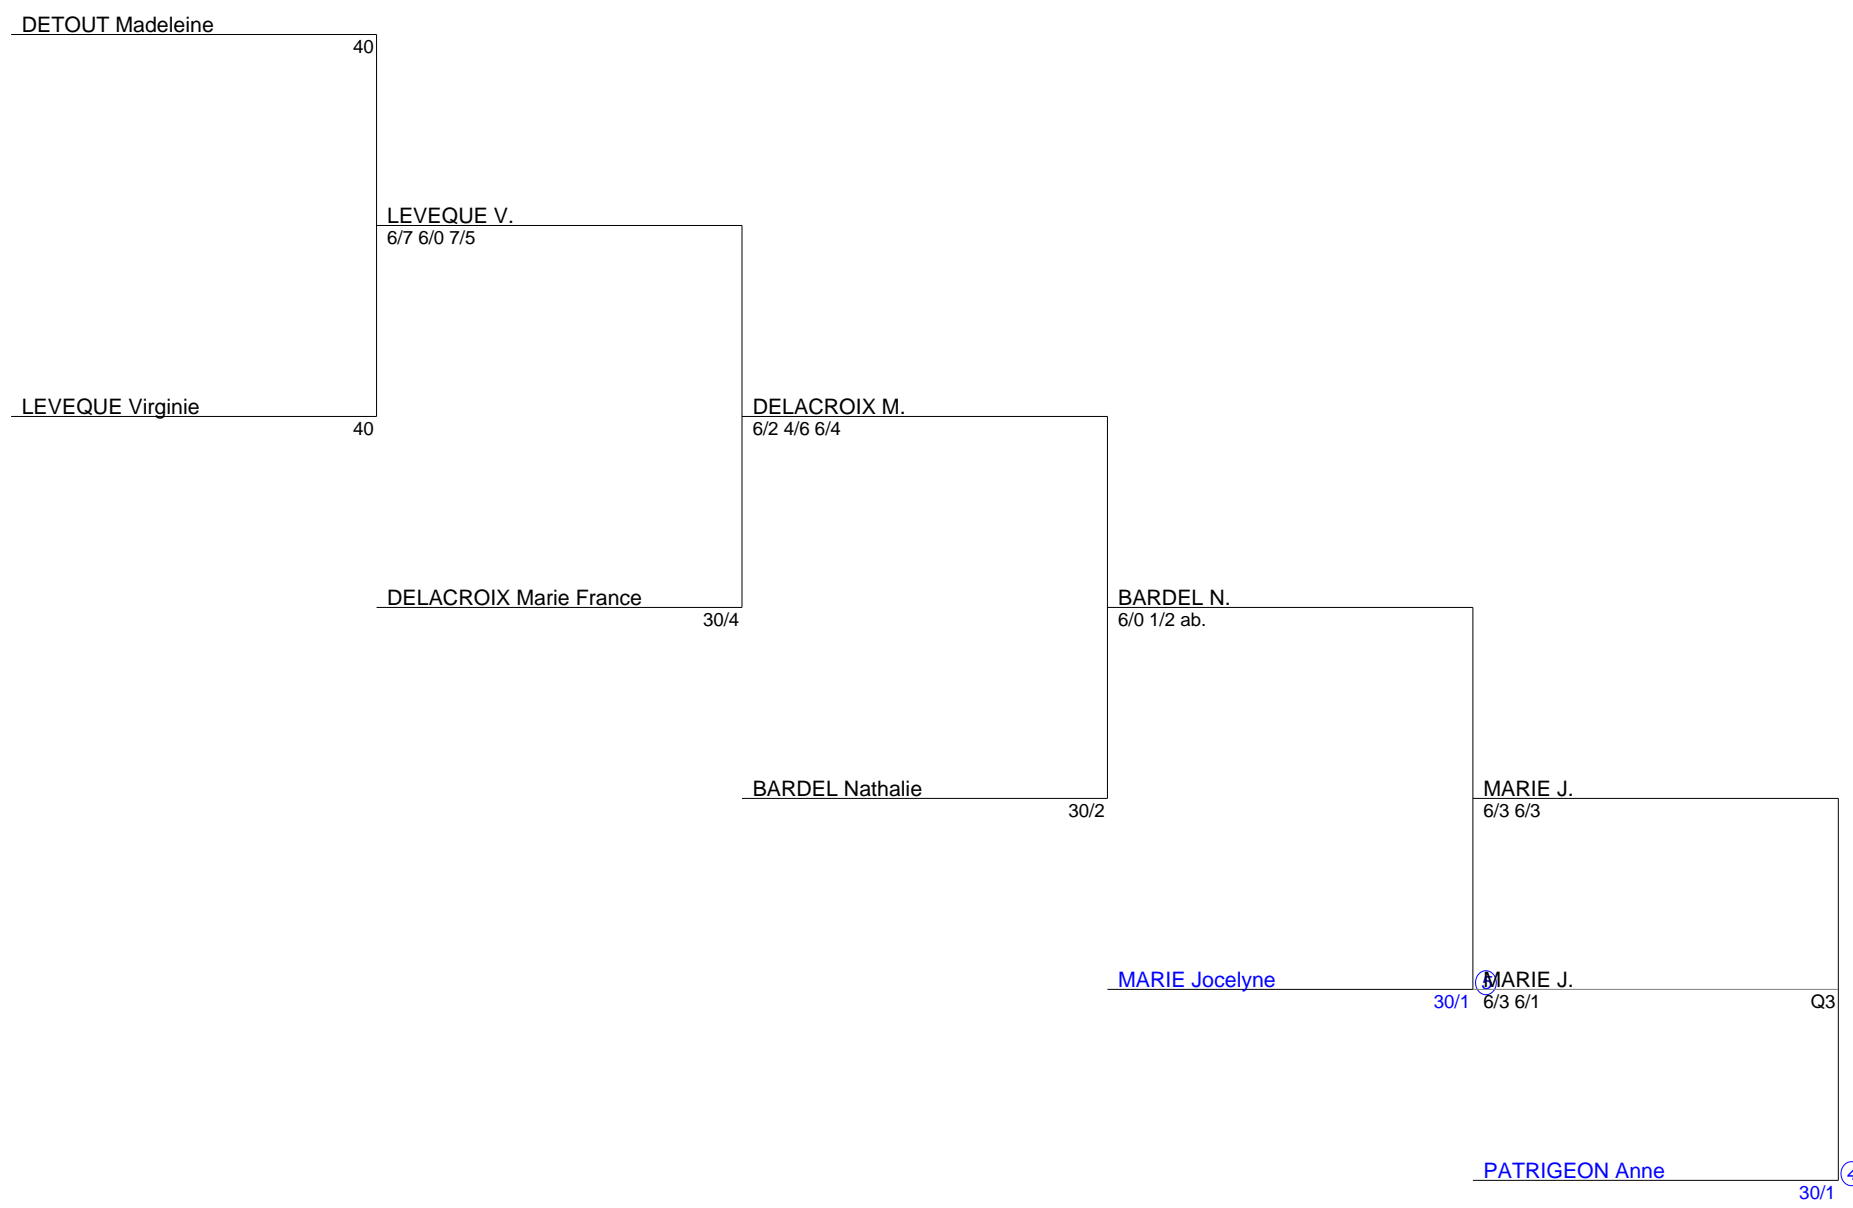 DETOUT Madeleine
40
LEVEQUE V.
6/7 6/0 7/5
LEVEQUE Virginie
40
DELACROIX M.
6/2 4/6 6/4
DELACROIX Marie France
30/4
BARDEL N.
6/0 1/2 ab.
BARDEL Nathalie
30/2
MARIE J.
6/3 6/3
MARIE Jocelyne
30/1
MARIE J.
6/3 6/1
Q3
PATRIGEON Anne
4
30/1